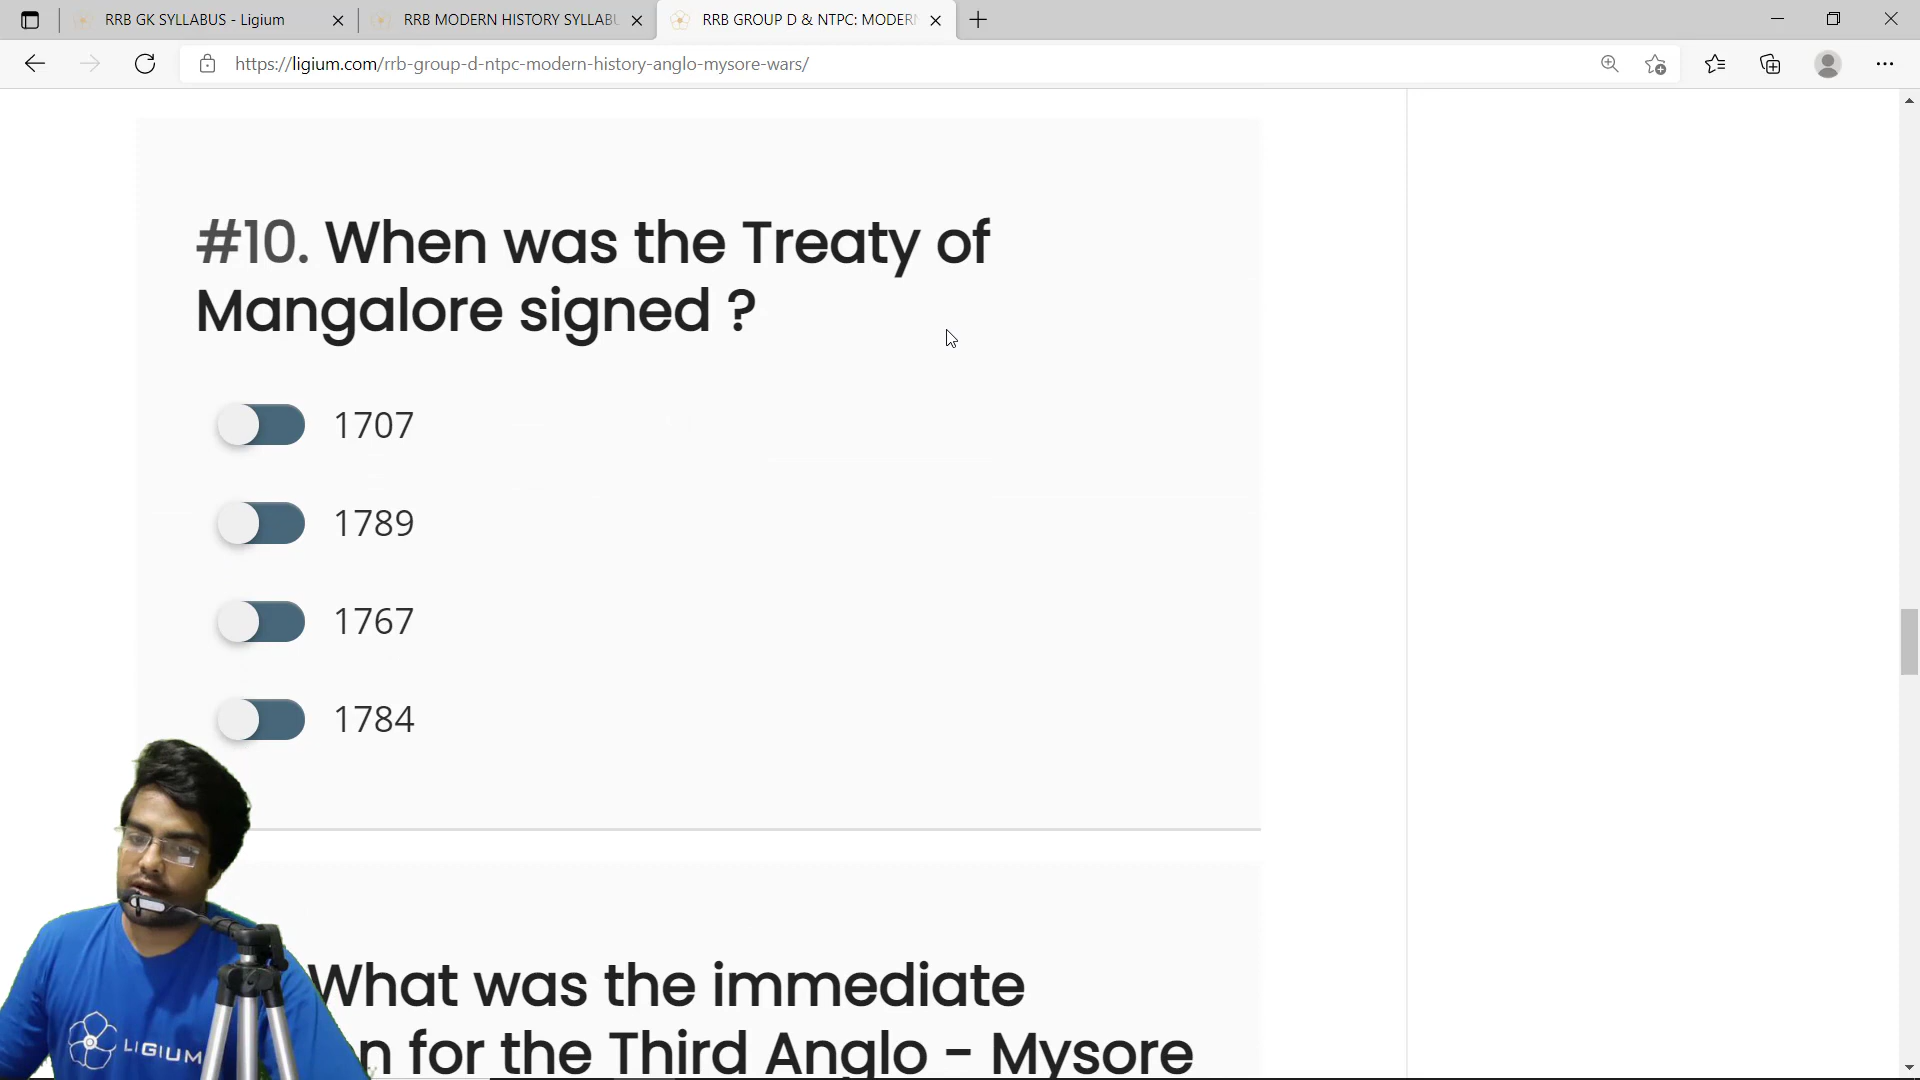 RRB GK SYLLABUS - Ligium
RRB MODERN HISTORY SYLLABU
RRB GROUP D & NTPC: MODERN
https://ligium.com/rrb-group-d-ntpc-modern-history-anglo-mysore-wars/
#10. When was the Treaty of
Mangalore signed ?
1707
1789
1767
1784
What was the immediate
n for the Third Anglo - Mysore
LIGIUM